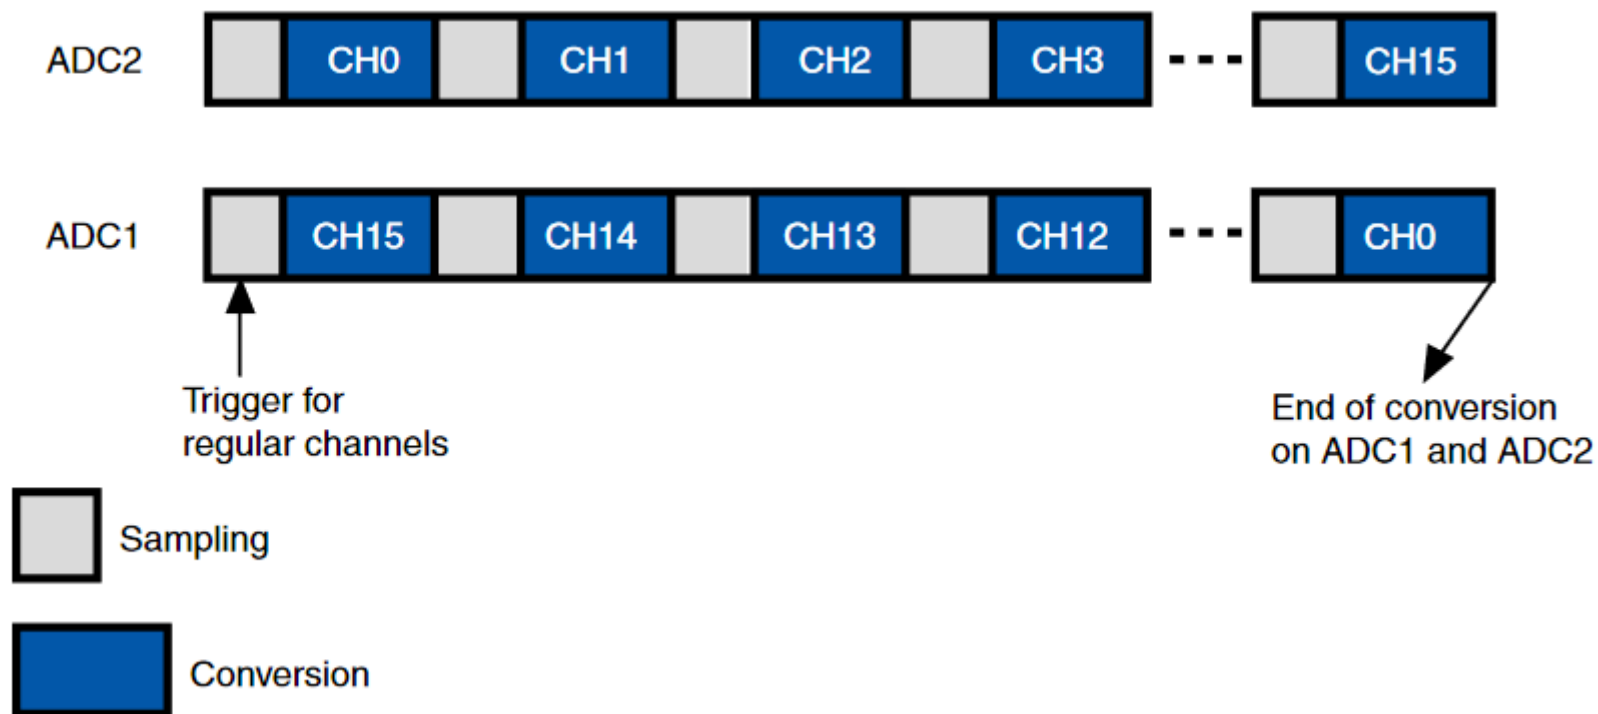 ADC2 CH0 CH1 CH2 CH3 CH15
ADC1 CH15 CH14 CH13 CH12 CH0
Trigger for
regular channels
End of conversion
on ADC1 and ADC2
Sampling
Conversion